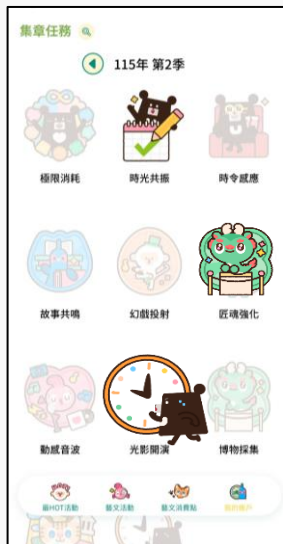 集章任務
115年 第2季
極限消耗 時光共振 時令感應
故事共鳴 幻戲投射 匠魂強化
動感音波 光影開演 博物採集
最HOT活動 藝文活動 藝文消費點 我的帳戶